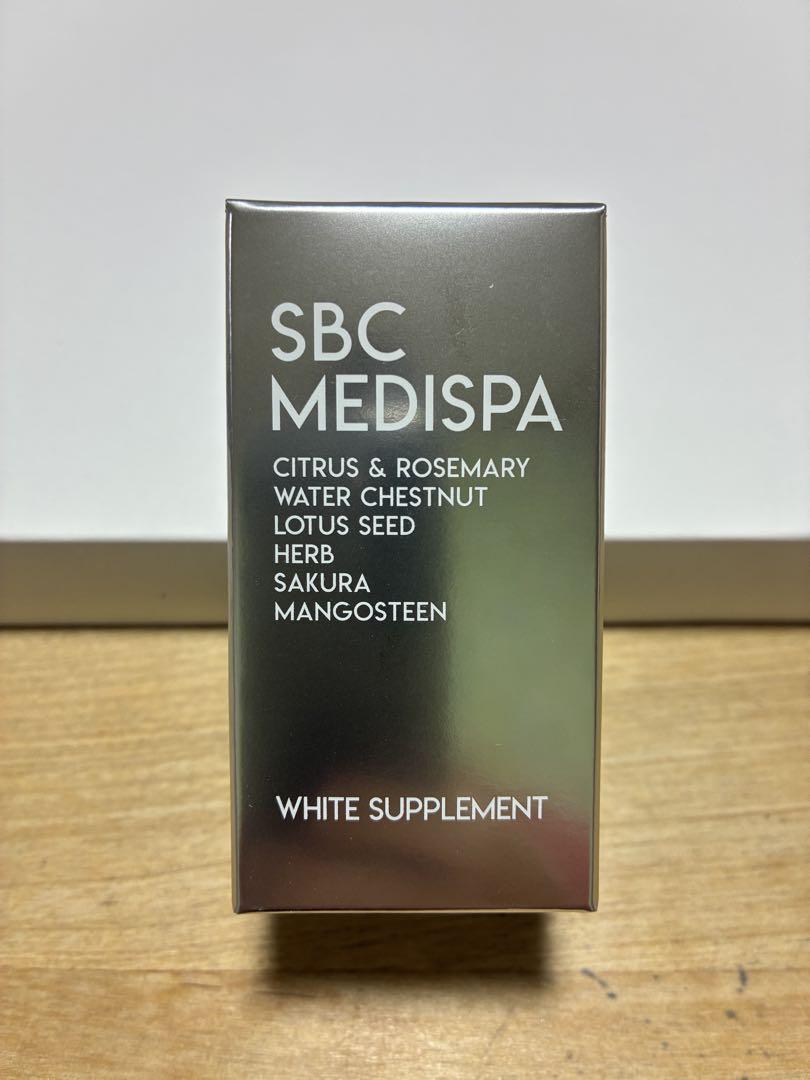 SBC
MEDISPA
CITRUS & ROSEMARY
WATER CHESTNUT
LOTUS SEED
HERB
SAKURA
MANGOSTEEN
WHITE SUPPLEMENT